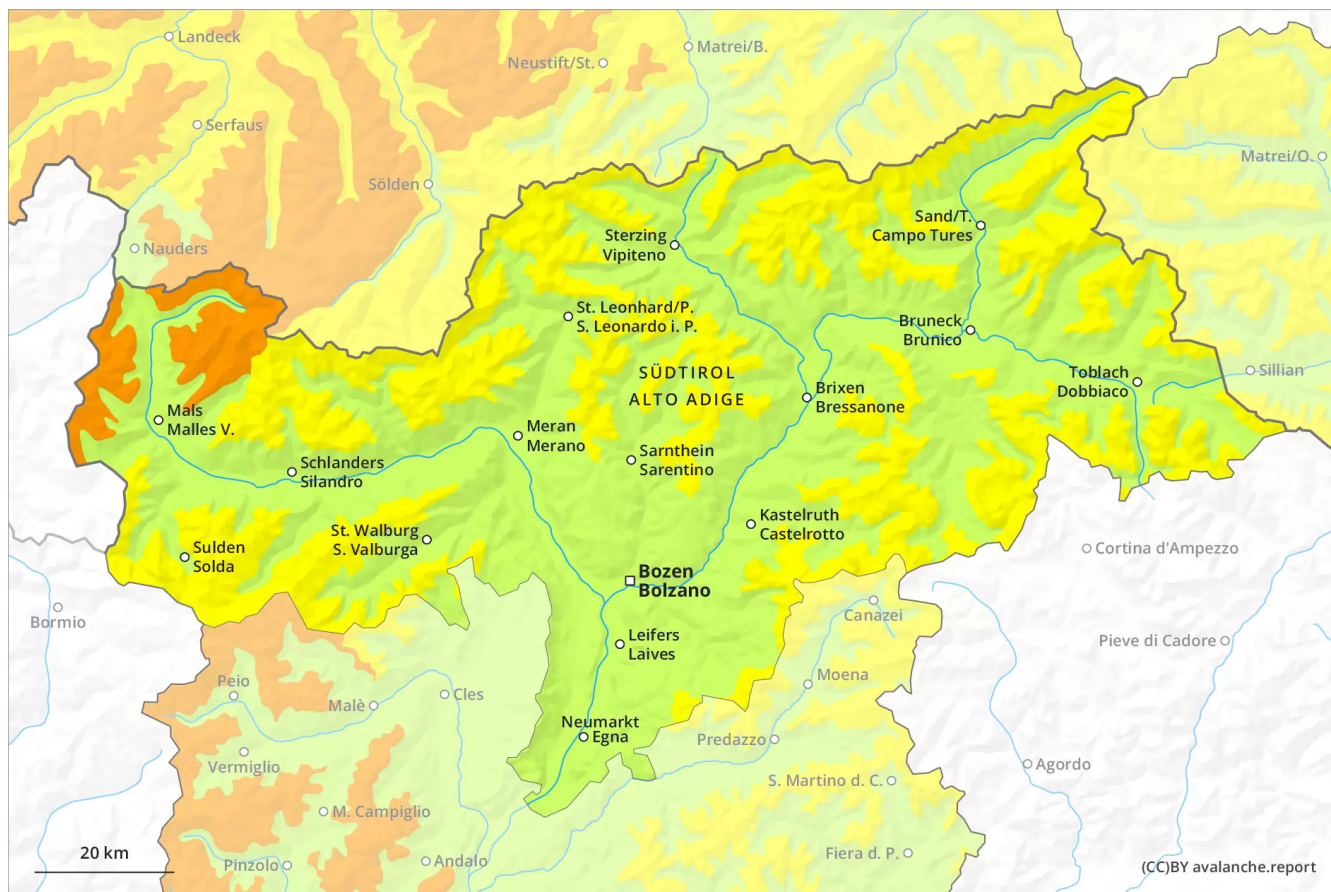 Landeck
Matrei/B.
Neustift/St.
Serfaus
Matrei/O.
Sölden
Sand/T.
Campo Tures
Sterzing
Vipiteno
Nauders
St. Leonhard/P.
S. Leonardo i. P.
Bruneck
Brunico
SÜDTIROL
ALTO ADIGE
Toblach
Dobbiaco
Sillian
Brixen
Bressanone
Mals
Malles V.
Meran
Merano
Sarnthein
Sarentino
Schlanders
Silandro
Kastelruth
Castelrotto
St. Walburg
S. Valburga
Sulden
Solda
Cortina d'Ampezzo
Bozen
Bolzano
Bormio
Canazei
Leifers
Laives
Pieve di Cadore
Peio
Moena
Cles
Malè
Neumarkt
Egna
Predazzo
Vermiglio
Agordo
S. Martino d. C.
M. Campiglio
20 km
Fiera d. P.
Andalo
Pinzolo
(CC)BY avalanche.report